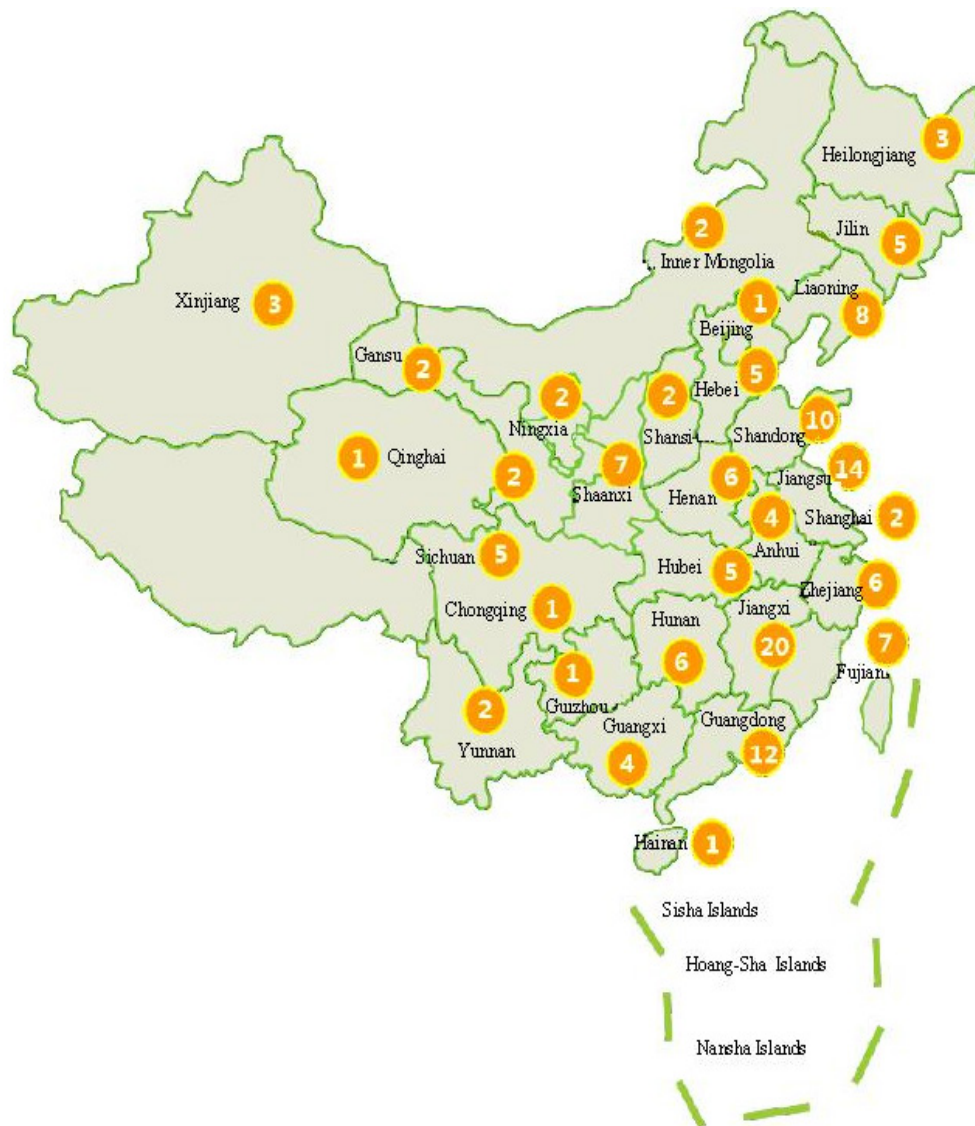 3
Heilongjiang
2
Jilin
5
... Inner Mongolia
Liaoning
Xinjiang
3
1
8
Beijing
Gansu
2
5
Hebei
2
2
10
Ningxia
Shansi
Shandong
1
Qinghai
7
14
2
6
Jiangsu
Shaanxi
Henan
4
Shanghai
2
Sichuan
5
Anhui
Hubei
5
Zhejiang
6
Chongqing
1
Hunan
Jiangxi
20
7
6
Fujian
1
Guizhou
2
Guangxi
Guangdong
Yunnan
4
12
Hainan
1
Sisha Islands
Hoang-Sha Islands
Nansha Islands